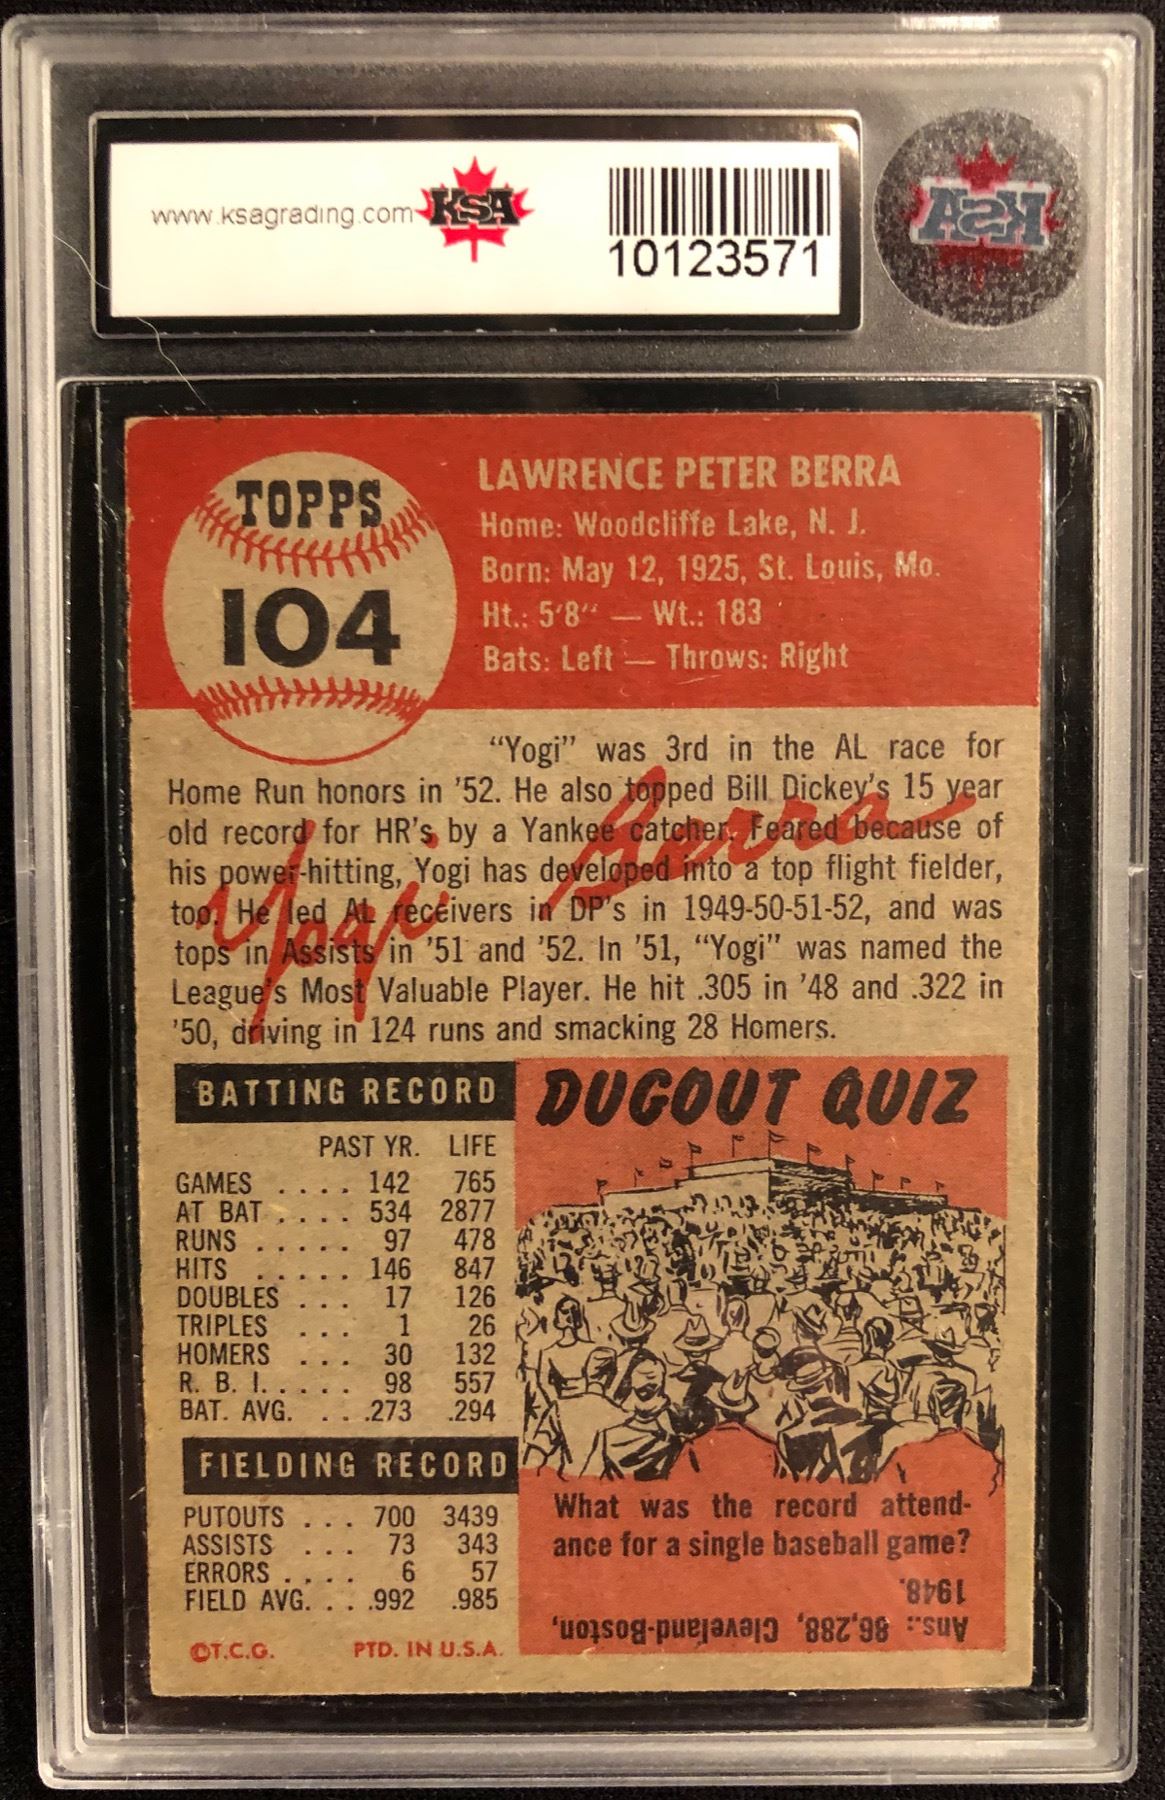 www.ksagrading.com
KSA
10123571
KSA
TOPPS
104
LAWRENCE PETER BERRA
Home: Woodcliffe Lake, N. J.
Born: May 12, 1925, St. Louis, Mo.
Ht.: 5'8" — Wt.: 183
Bats: Left — Throws: Right
"Yogi" was 3rd in the AL race for
Home Run honors in '52. He also topped Bill Dickey's 15 year
old record for HR's by a Yankee catcher. Feared because of
his power-hitting, Yogi has developed into a top flight fielder,
too. He led AL receivers in DP's in 1949-50-51-52, and was
tops in Assists in '51 and '52. In '51, "Yogi" was named the
League's Most Valuable Player. He hit .305 in '48 and .322 in
'50, driving in 124 runs and smacking 28 Homers.
Yogi Berra
BATTING RECORD
PAST YR. LIFE
GAMES .... 142 765
AT BAT .... 534 2877
RUNS ..... 97 478
HITS ..... 146 847
DOUBLES ... 17 126
TRIPLES ... 1 26
HOMERS ... 30 132
R. B. I. .... 98 557
BAT. AVG. .. .273 .294
FIELDING RECORD
PUTOUTS ... 700 3439
ASSISTS ... 73 343
ERRORS .... 6 57
FIELD AVG. .. .992 .985
©T.C.G. PTD. IN U.S.A.
DUGOUT QUIZ
What was the record attend-
ance for a single baseball game?
Ans.: 86,288, Cleveland-Boston,
1948.